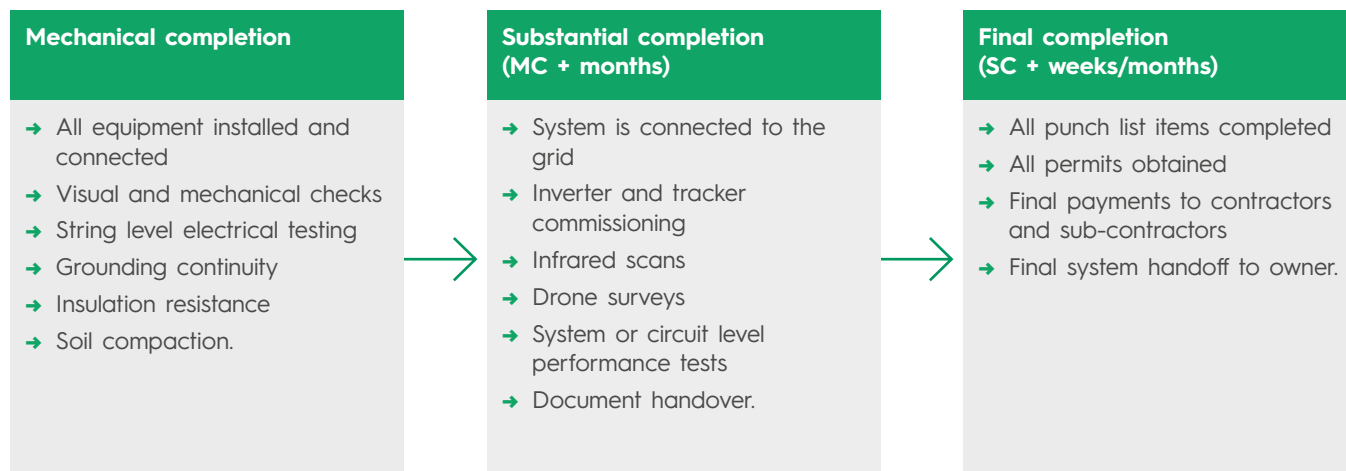 Mechanical completion
→ All equipment installed and
connected
→ Visual and mechanical checks
→ String level electrical testing
→ Grounding continuity
→ Insulation resistance
→ Soil compaction.
Substantial completion
(MC + months)
→ System is connected to the
grid
→ Inverter and tracker
commissioning
→ Infrared scans
→ Drone surveys
→ System or circuit level
performance tests
→ Document handover.
Final completion
(SC + weeks/months)
→ All punch list items completed
→ All permits obtained
→ Final payments to contractors
and sub-contractors
→ Final system handoff to owner.